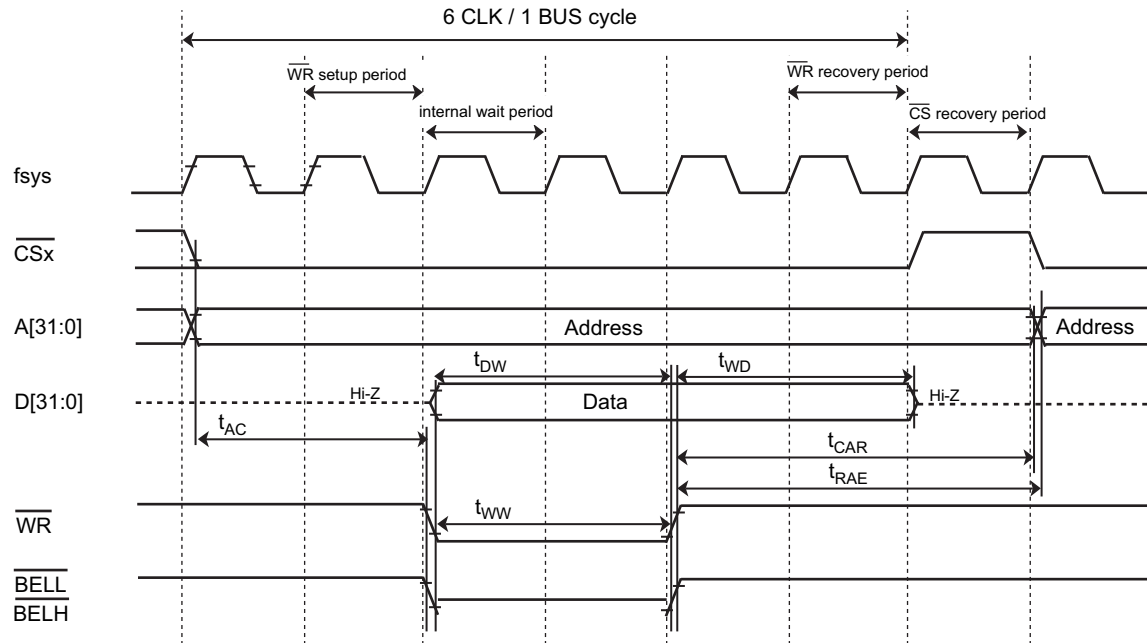 6 CLK / 1 BUS cycle
WR setup period
WR recovery period
internal wait period
CS recovery period
fsys
CSx
A[31:0]
Address
Address
tDW
tWD
D[31:0]
Hi-Z
Data
Hi-Z
tAC
tCAR
tRAE
WR
tWW
BELL
BELH